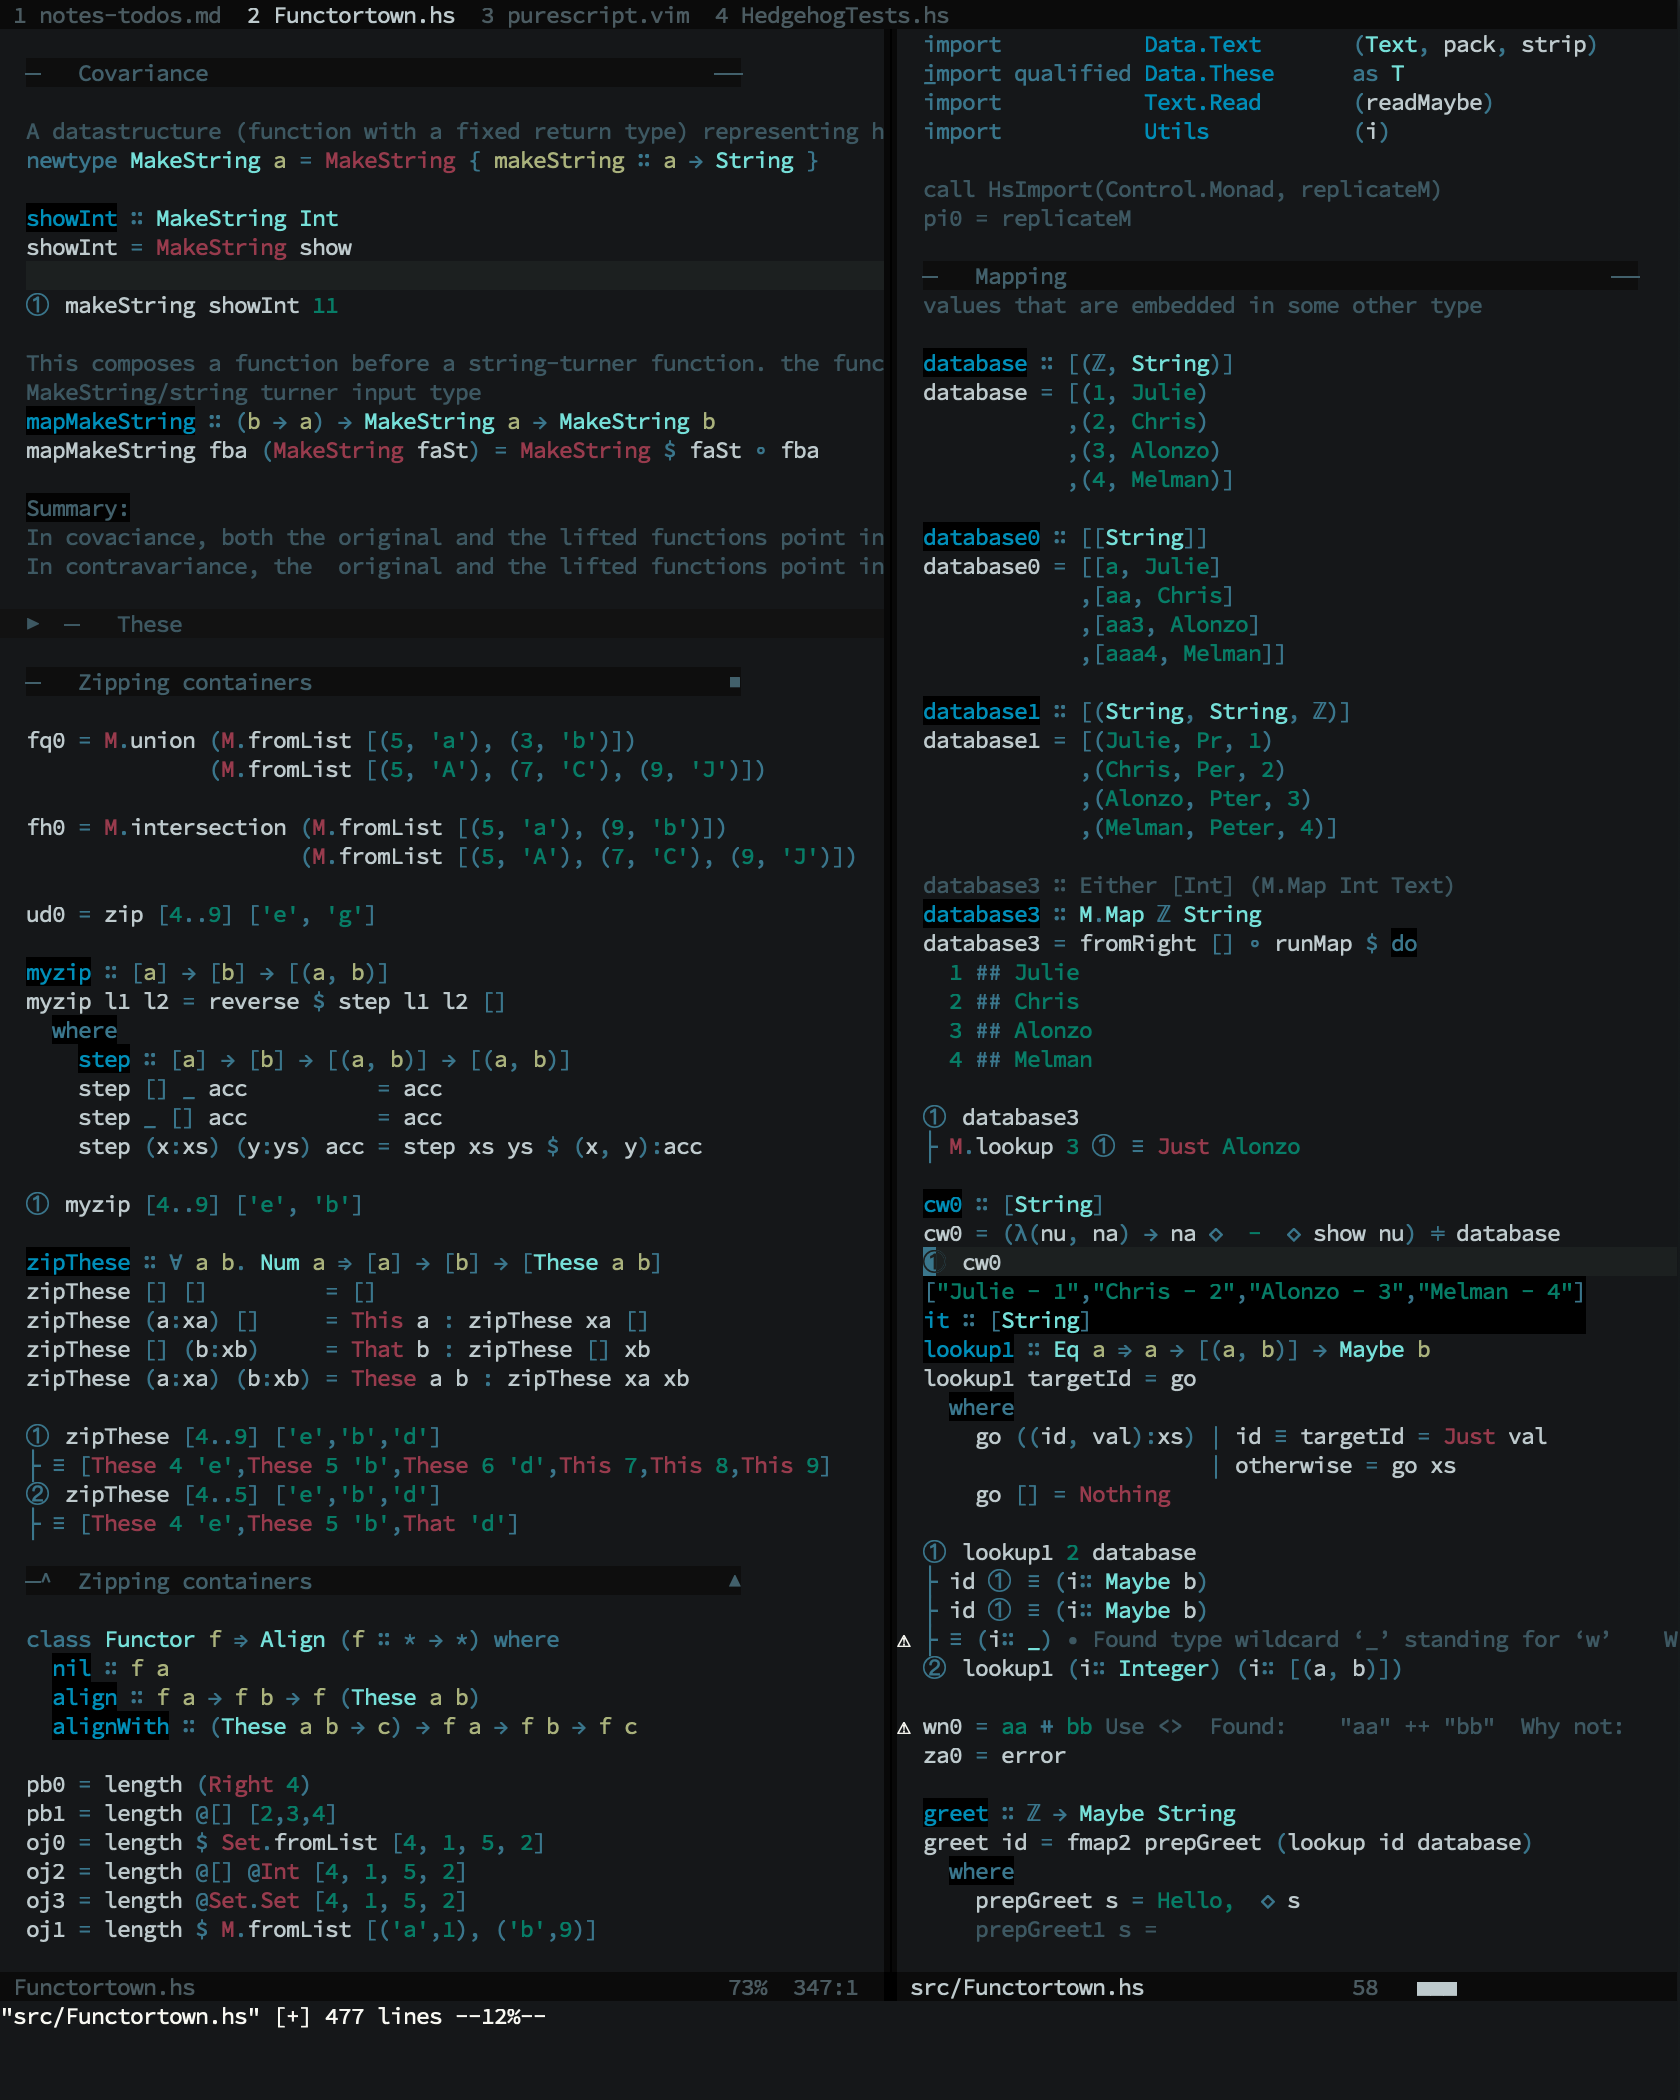 1 notes-todos.md  2 Functortown.hs  3 purescript.vim  4 HedgehogTests.hs
—   Covariance   ——
A datastructure (function with a fixed return type) representing h
newtype MakeString a = MakeString { makeString ∷ a → String }
showInt ∷ MakeString Int
showInt = MakeString show
① makeString showInt 11
This composes a function before a string-turner function. the func
MakeString/string turner input type
mapMakeString ∷ (b → a) → MakeString a → MakeString b
mapMakeString fba (MakeString faSt) = MakeString $ faSt ∘ fba
Summary:
In covaciance, both the original and the lifted functions point in
In contravariance, the  original and the lifted functions point in
▸ —   These
—   Zipping containers   ■
fq0 = M.union (M.fromList [(5, 'a'), (3, 'b')])
              (M.fromList [(5, 'A'), (7, 'C'), (9, 'J')])
fh0 = M.intersection (M.fromList [(5, 'a'), (9, 'b')])
                     (M.fromList [(5, 'A'), (7, 'C'), (9, 'J')])
ud0 = zip [4..9] ['e', 'g']
myzip ∷ [a] → [b] → [(a, b)]
myzip l1 l2 = reverse $ step l1 l2 []
  where
    step ∷ [a] → [b] → [(a, b)] → [(a, b)]
    step [] _ acc          = acc
    step _ [] acc          = acc
    step (x:xs) (y:ys) acc = step xs ys $ (x, y):acc
① myzip [4..9] ['e', 'b']
zipThese ∷ ∀ a b. Num a ⇒ [a] → [b] → [These a b]
zipThese [] []         = []
zipThese (a:xa) []     = This a : zipThese xa []
zipThese [] (b:xb)     = That b : zipThese [] xb
zipThese (a:xa) (b:xb) = These a b : zipThese xa xb
① zipThese [4..9] ['e','b','d']
├ ≡ [These 4 'e',These 5 'b',These 6 'd',This 7,This 8,This 9]
② zipThese [4..5] ['e','b','d']
├ ≡ [These 4 'e',These 5 'b',That 'd']
—^  Zipping containers   ▲
class Functor f ⇒ Align (f ∷ * → *) where
  nil ∷ f a
  align ∷ f a → f b → f (These a b)
  alignWith ∷ (These a b → c) → f a → f b → f c
pb0 = length (Right 4)
pb1 = length @[] [2,3,4]
oj0 = length $ Set.fromList [4, 1, 5, 2]
oj2 = length @[] @Int [4, 1, 5, 2]
oj3 = length @Set.Set [4, 1, 5, 2]
oj1 = length $ M.fromList [('a',1), ('b',9)]
Functortown.hs   73%  347:1
import           Data.Text       (Text, pack, strip)
import qualified Data.These      as T
import           Text.Read       (readMaybe)
import           Utils           (i)
call HsImport(Control.Monad, replicateM)
pi0 = replicateM
—   Mapping   ——
values that are embedded in some other type
database ∷ [(ℤ, String)]
database = [(1, Julie)
           ,(2, Chris)
           ,(3, Alonzo)
           ,(4, Melman)]
database0 ∷ [[String]]
database0 = [[a, Julie]
            ,[aa, Chris]
            ,[aa3, Alonzo]
            ,[aaa4, Melman]]
database1 ∷ [(String, String, ℤ)]
database1 = [(Julie, Pr, 1)
            ,(Chris, Per, 2)
            ,(Alonzo, Pter, 3)
            ,(Melman, Peter, 4)]
database3 ∷ Either [Int] (M.Map Int Text)
database3 ∷ M.Map ℤ String
database3 = fromRight [] ∘ runMap $ do
  1 ## Julie
  2 ## Chris
  3 ## Alonzo
  4 ## Melman
① database3
├ M.lookup 3 ① ≡ Just Alonzo
cw0 ∷ [String]
cw0 = (λ(nu, na) → na ◇  -  ◇ show nu) ⧧ database
① cw0
["Julie - 1","Chris - 2","Alonzo - 3","Melman - 4"]
it ∷ [String]
lookup1 ∷ Eq a ⇒ a → [(a, b)] → Maybe b
lookup1 targetId = go
  where
    go ((id, val):xs) | id ≡ targetId = Just val
                      | otherwise = go xs
    go [] = Nothing
① lookup1 2 database
├ id ① ≡ (i∷ Maybe b)
├ id ① ≡ (i∷ Maybe b)
⚠ ├ ≡ (i∷ _) • Found type wildcard ‘_’ standing for ‘w’    W
② lookup1 (i∷ Integer) (i∷ [(a, b)])
⚠ wn0 = aa ⧺ bb Use <>  Found:    "aa" ++ "bb"  Why not:
za0 = error
greet ∷ ℤ → Maybe String
greet id = fmap2 prepGreet (lookup id database)
  where
    prepGreet s = Hello,  ◇ s
    prepGreet1 s =
src/Functortown.hs   58
"src/Functortown.hs" [+] 477 lines --12%--